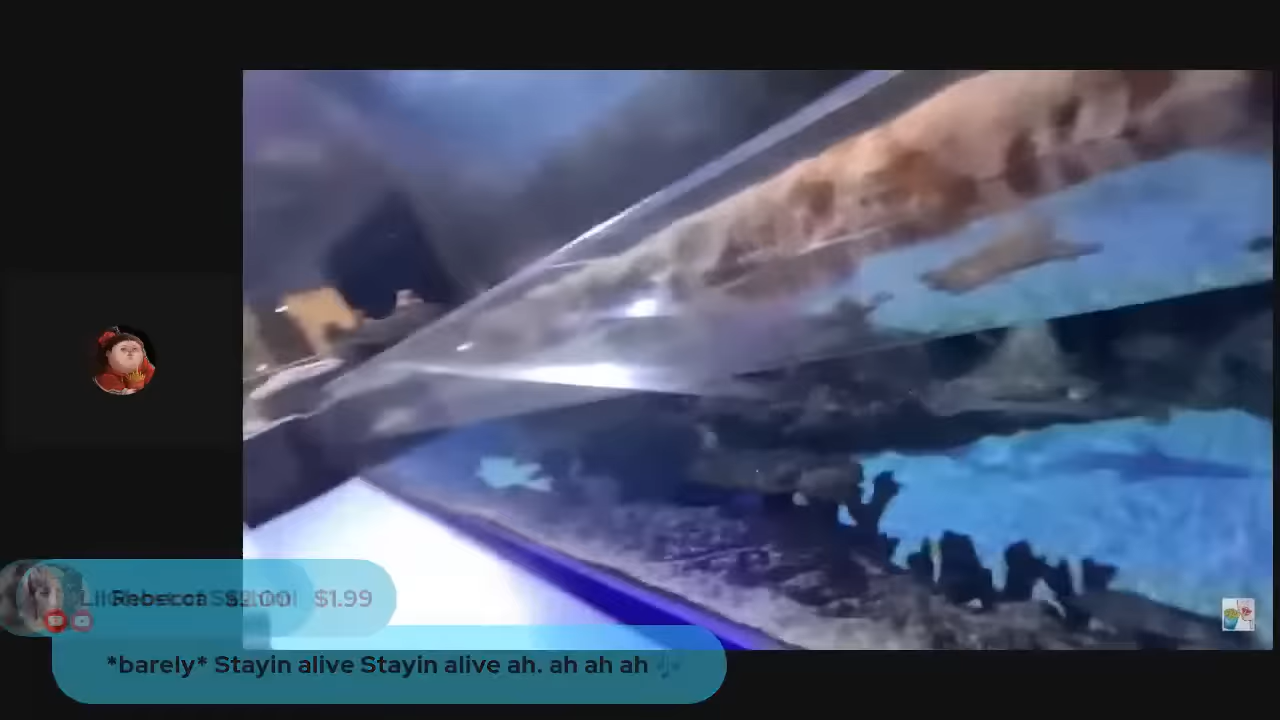 Rebecca $2.00 $1.99
*barely* Stayin alive Stayin alive ah. ah ah ah 🎶